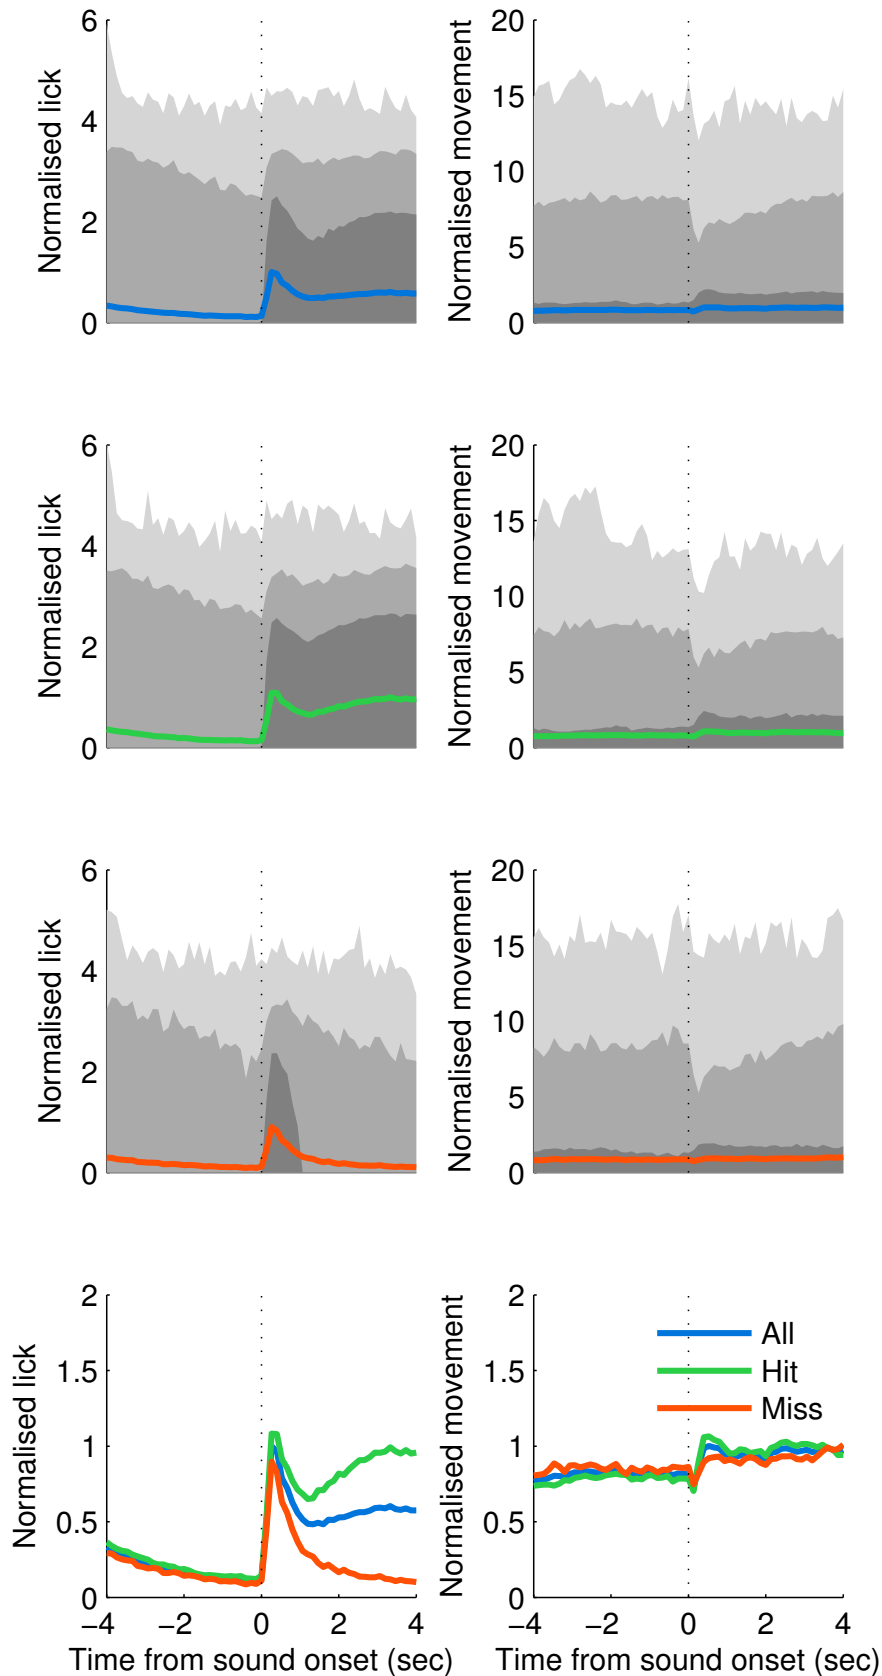 Normalised lick
6
4
2
0
Normalised movement
20
15
10
5
0
Normalised lick
6
4
2
0
Normalised movement
20
15
10
5
0
Normalised lick
6
4
2
0
Normalised movement
20
15
10
5
0
Normalised lick
2
1.5
1
0.5
0
−4 −2 0 2 4
Time from sound onset (sec)
Normalised movement
2
1.5
1
0.5
0
All
Hit
Miss
−4 −2 0 2 4
Time from sound onset (sec)